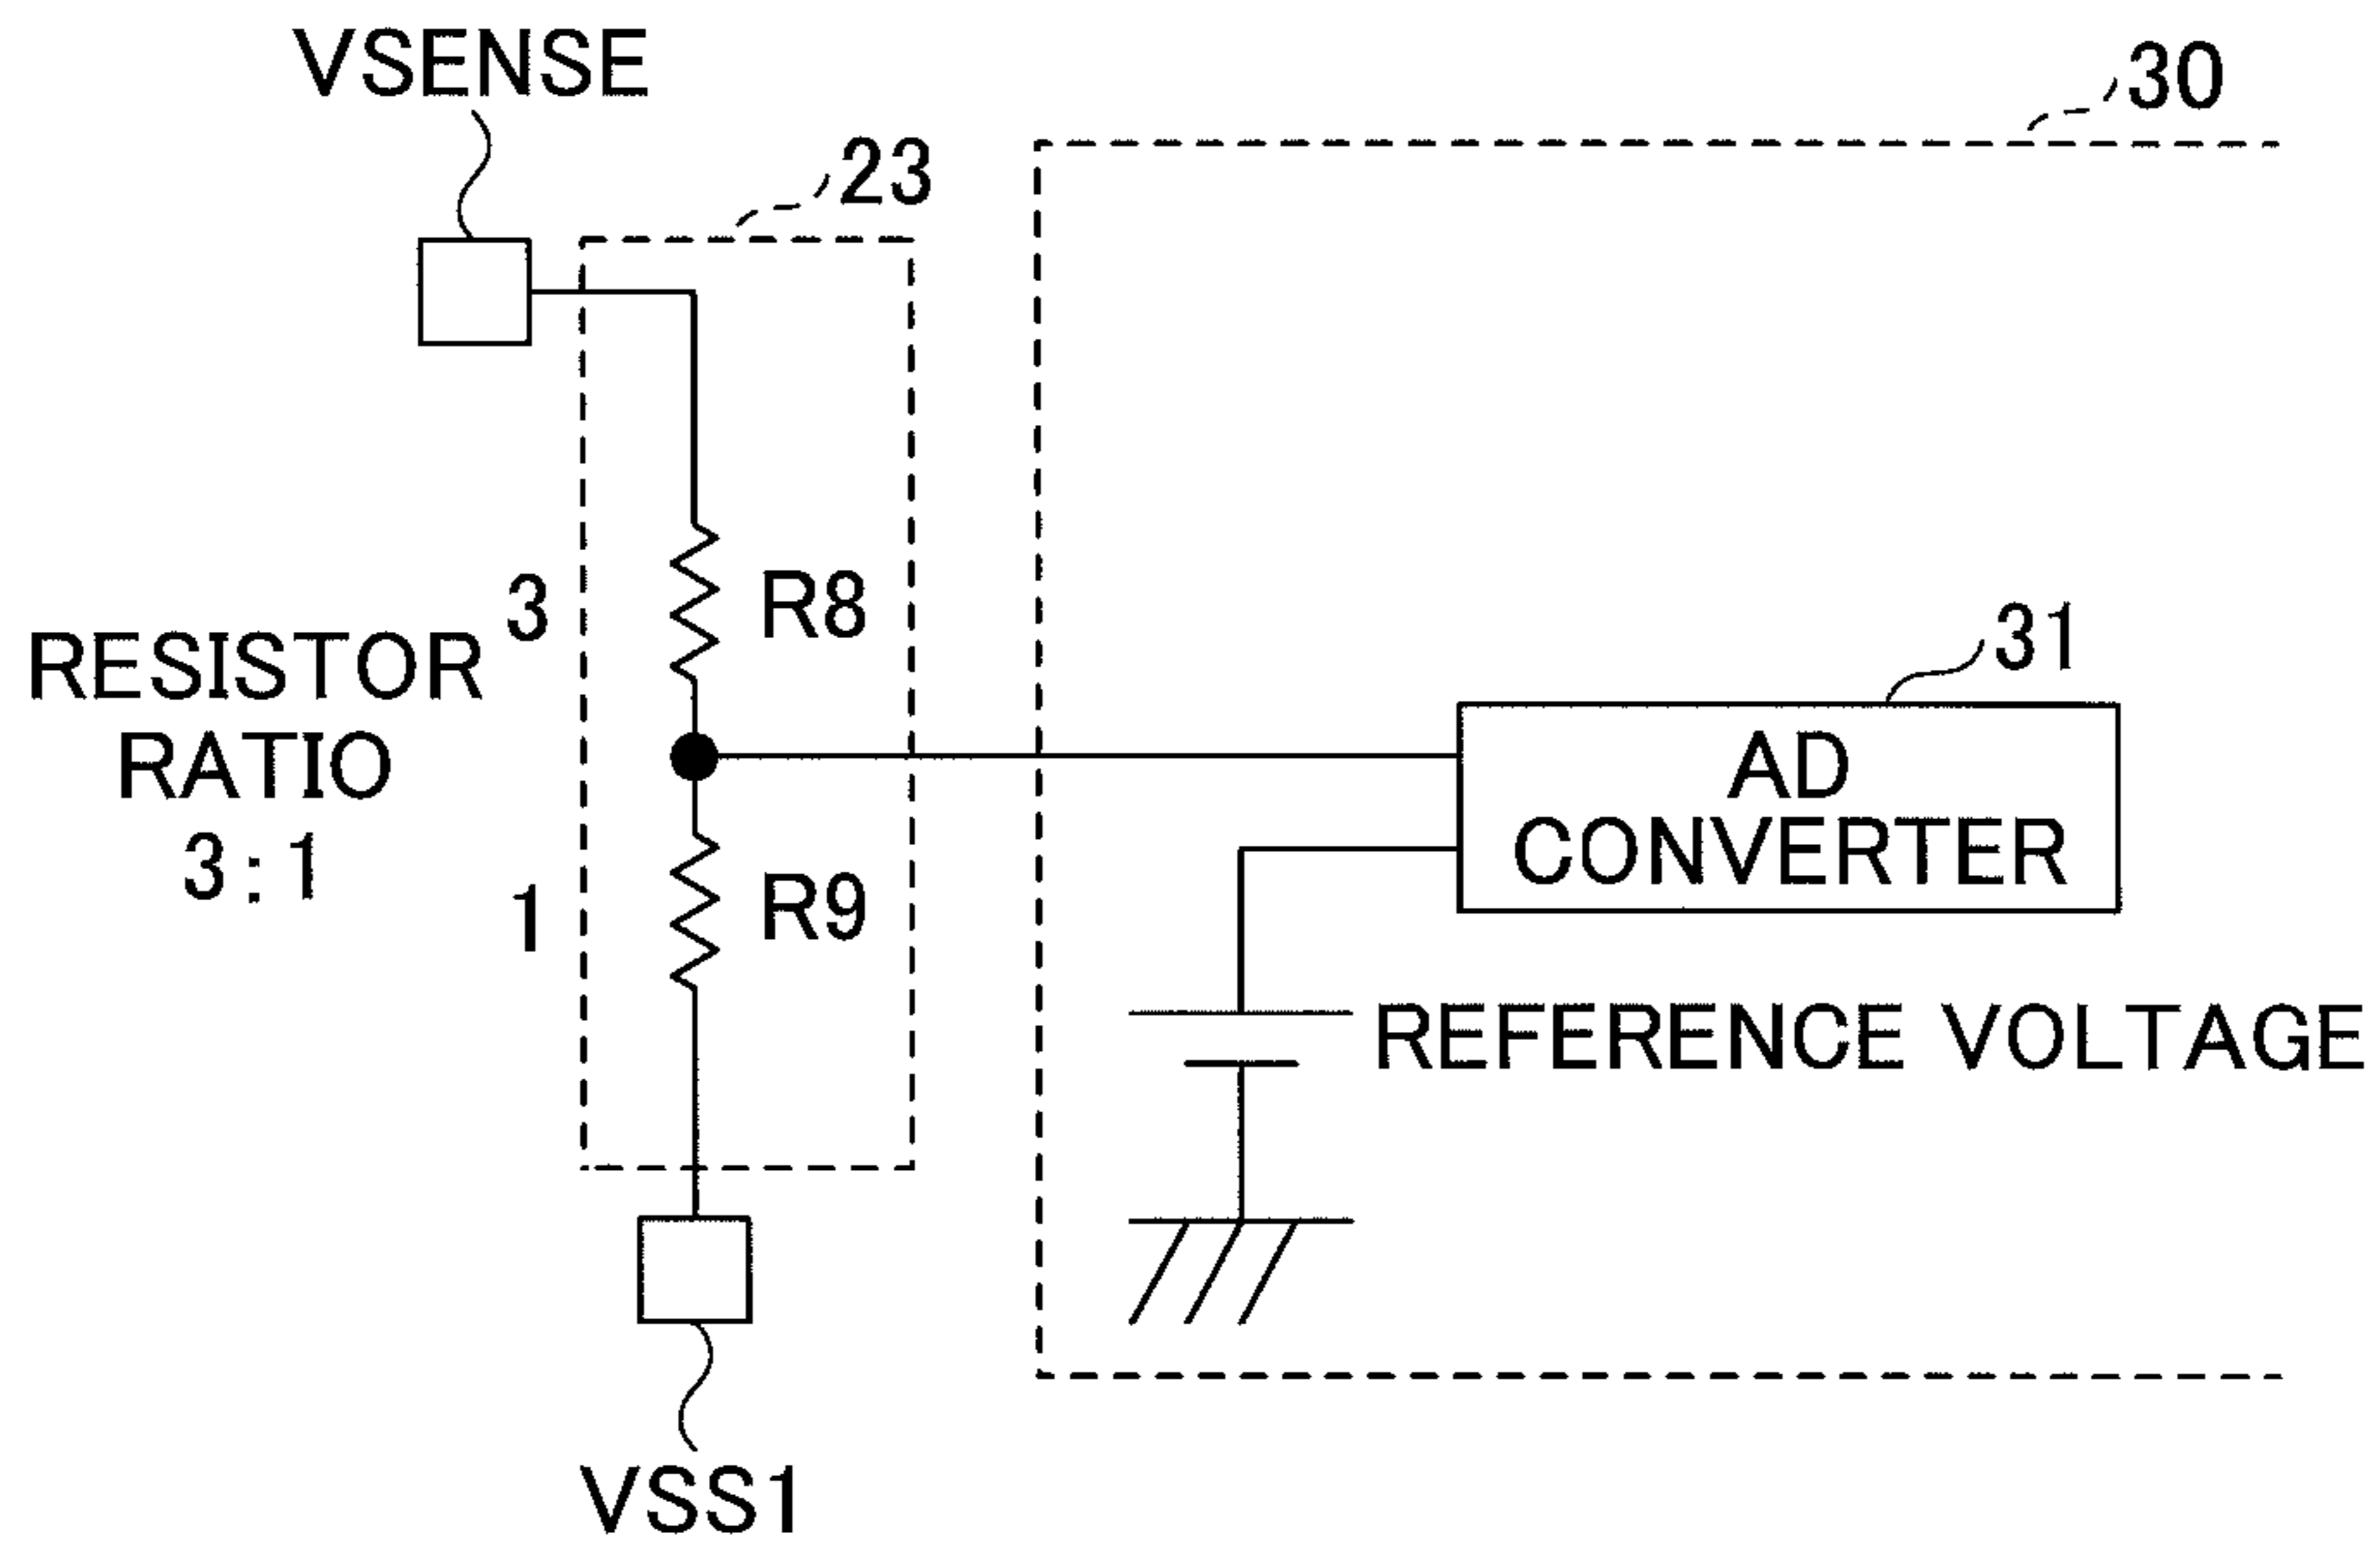 VSENSE
30
23
3
R8
RESISTOR
RATIO
3:1
31
AD
CONVERTER
1
R9
REFERENCE VOLTAGE
VSS1